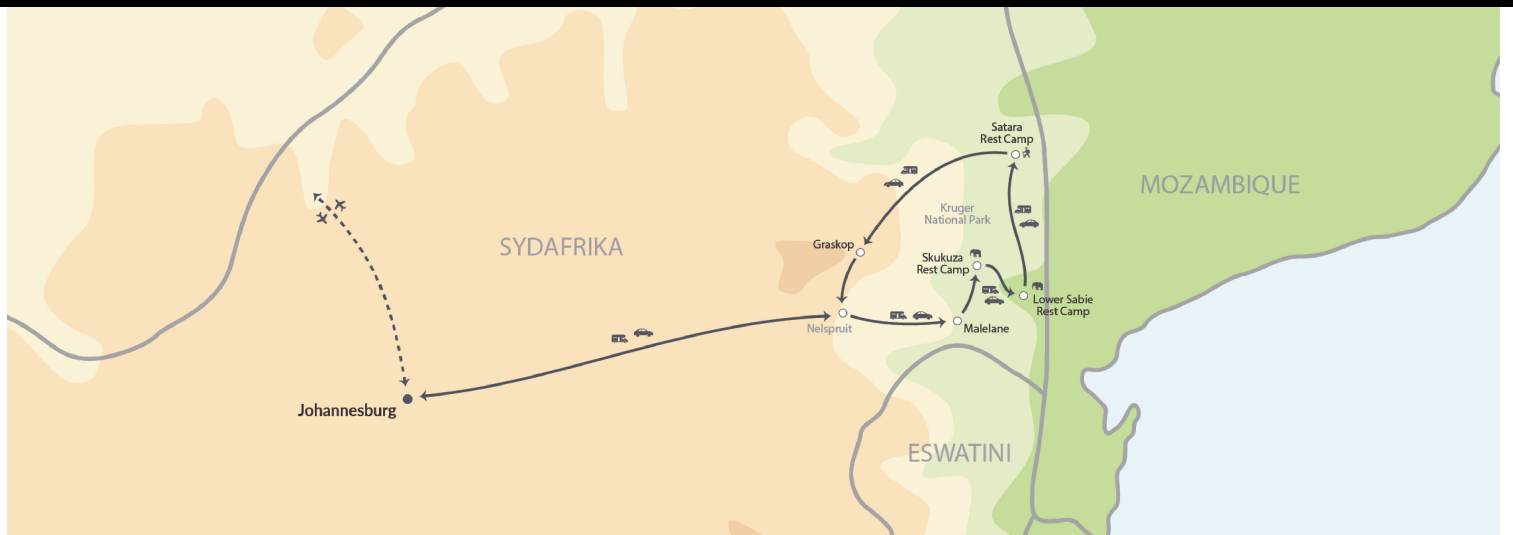 Satara
Rest Camp
MOZAMBIQUE
Kruger
National Park
SYDAFRIKA
Graskop
Skukuza
Rest Camp
Lower Sabie
Rest Camp
Nelspruit
Malelane
Johannesburg
ESWATINI